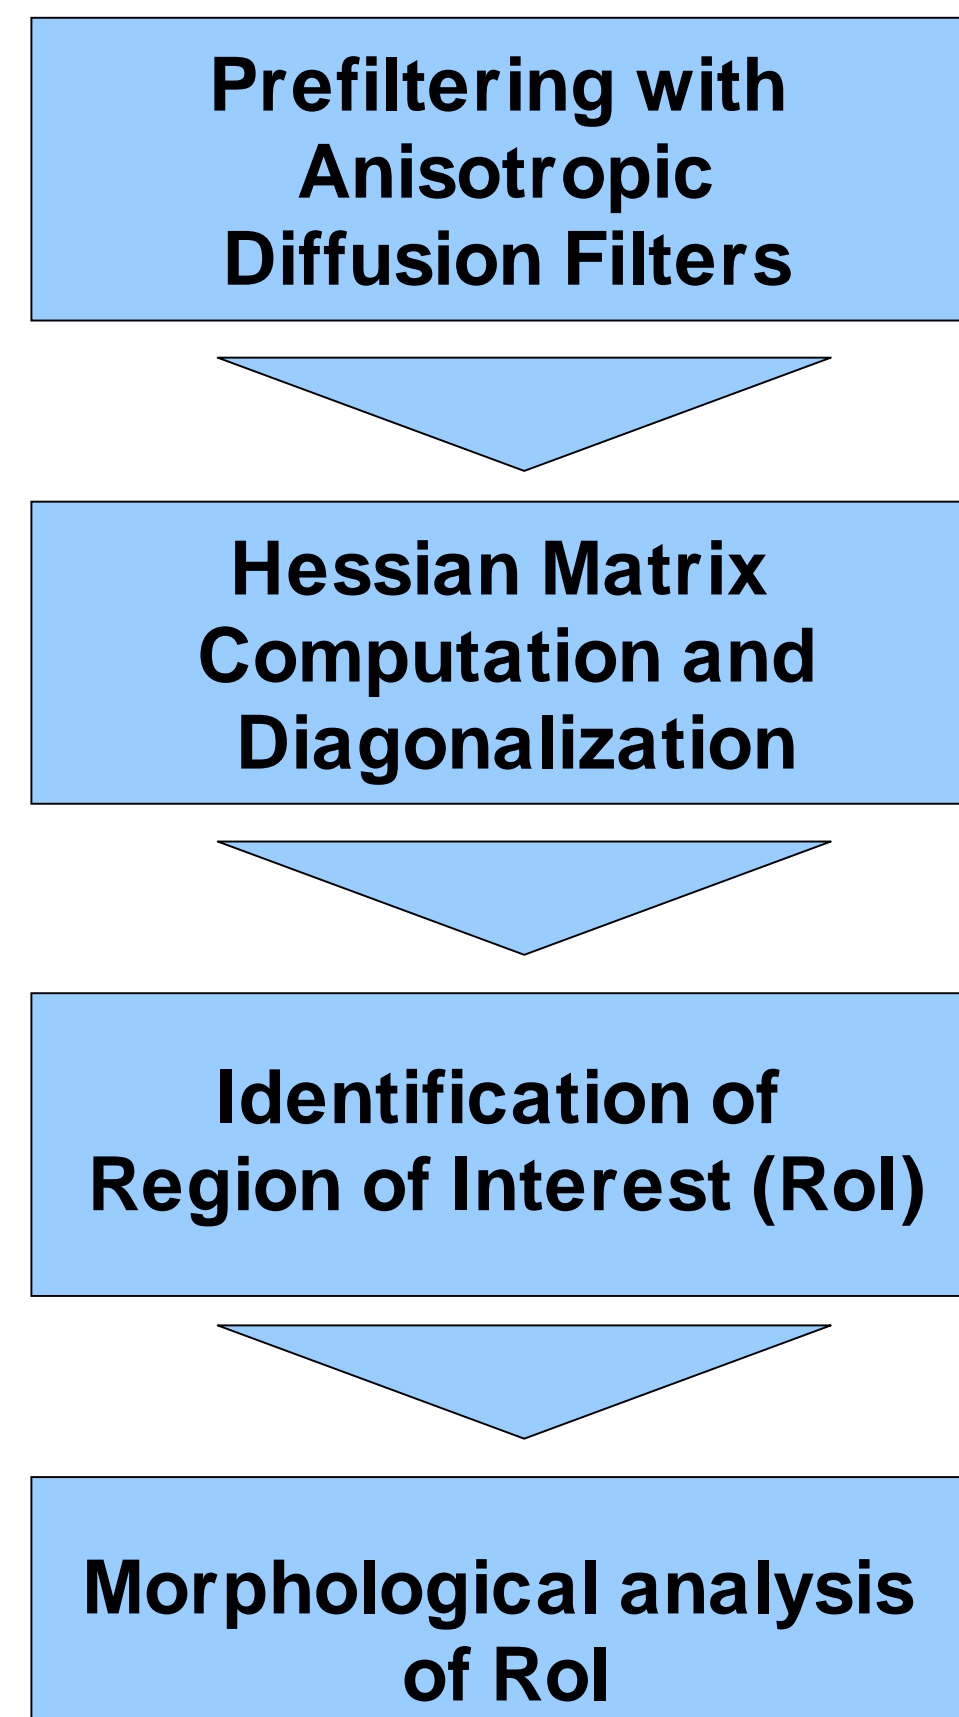 Prefiltering with
Anisotropic
Diffusion Filters
Hessian Matrix
Computation and
Diagonalization
Identification of
Region of Interest (RoI)
Morphological analysis
of RoI